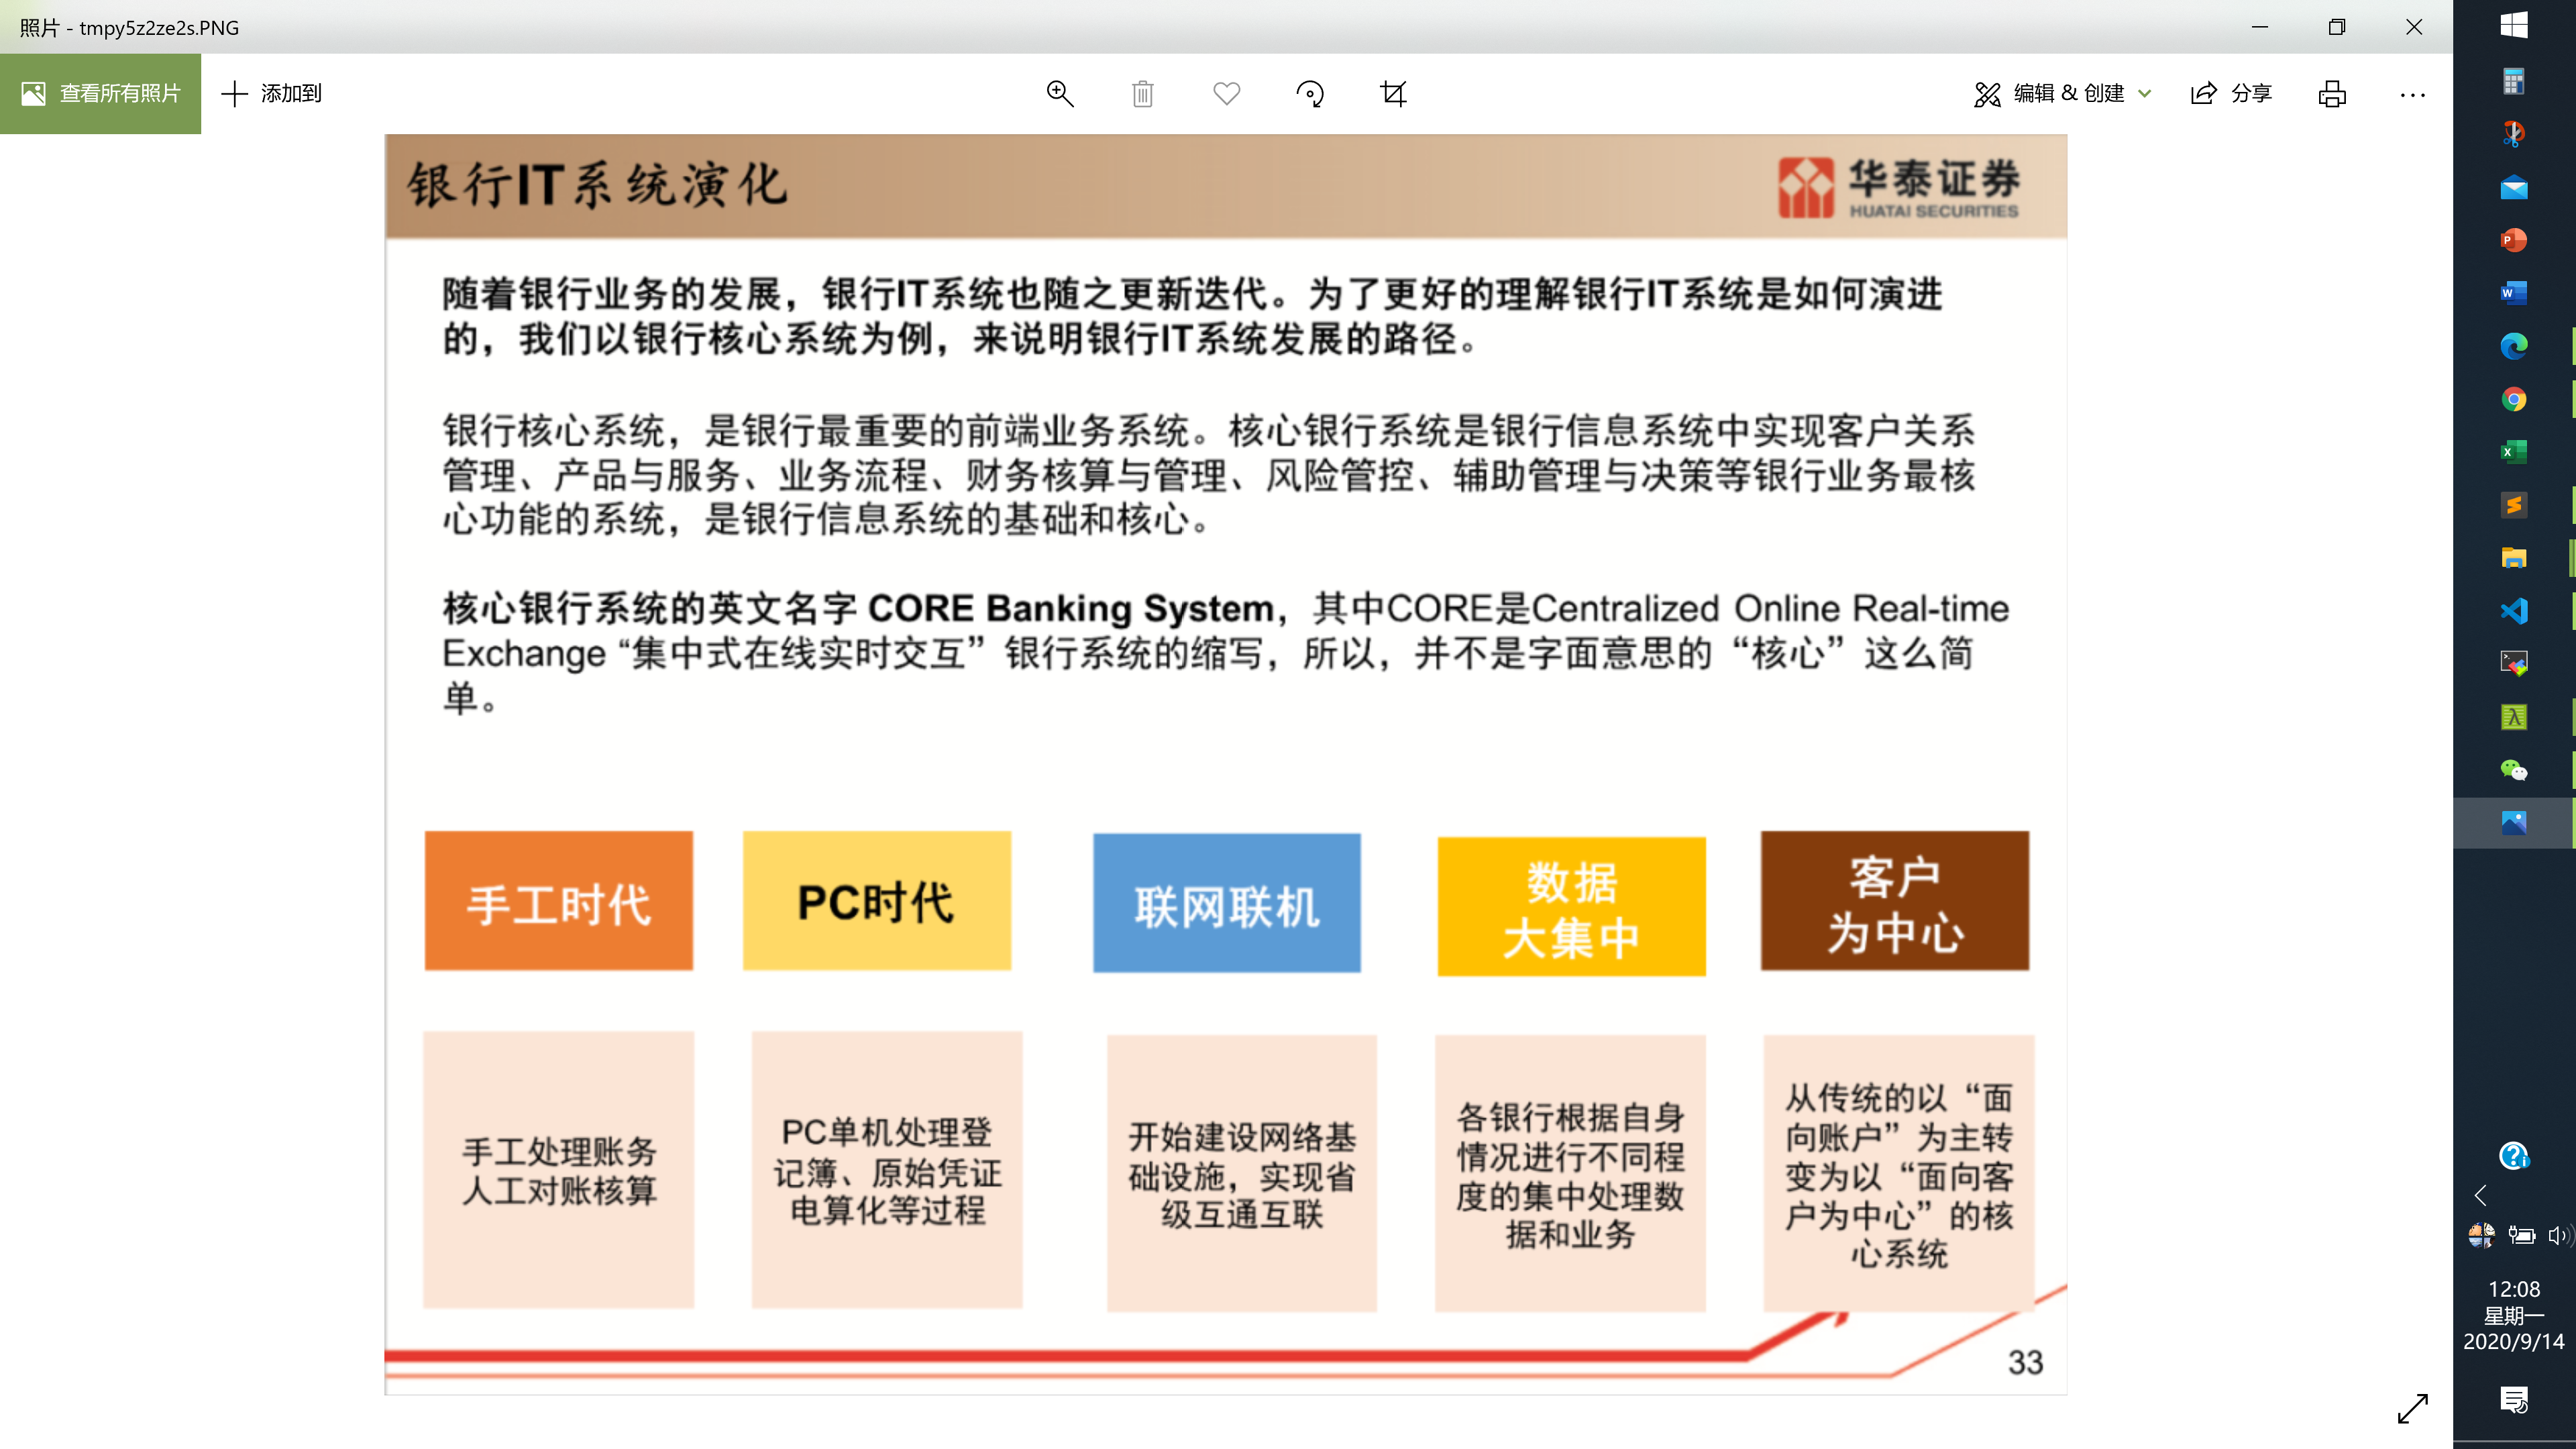 照片 - tmpy5z2ze2s.PNG
查看所有照片
添加到
编辑 & 创建
分享
银行IT系统演化
华泰证券
HUATAI SECURITIES
随着银行业务的发展，银行IT系统也随之更新迭代。为了更好的理解银行IT系统是如何演进
的，我们以银行核心系统为例，来说明银行IT系统发展的路径。
银行核心系统，是银行最重要的前端业务系统。核心银行系统是银行信息系统中实现客户关系
管理、产品与服务、业务流程、财务核算与管理、风险管控、辅助管理与决策等银行业务最核
心功能的系统，是银行信息系统的基础和核心。
核心银行系统的英文名字 CORE Banking System，其中CORE是Centralized Online Real-time
Exchange “集中式在线实时交互”银行系统的缩写，所以，并不是字面意思的“核心”这么简
单。
手工时代
PC时代
联网联机
数据
大集中
客户
为中心
手工处理账务
人工对账核算
PC单机处理登
记簿、原始凭证
电算化等过程
开始建设网络基
础设施，实现省
级互通互联
各银行根据自身
情况进行不同程
度的集中处理数
据和业务
从传统的以“面
向账户”为主转
变为以“面向客
户为中心”的核
心系统
33
12:08
星期一
2020/9/14